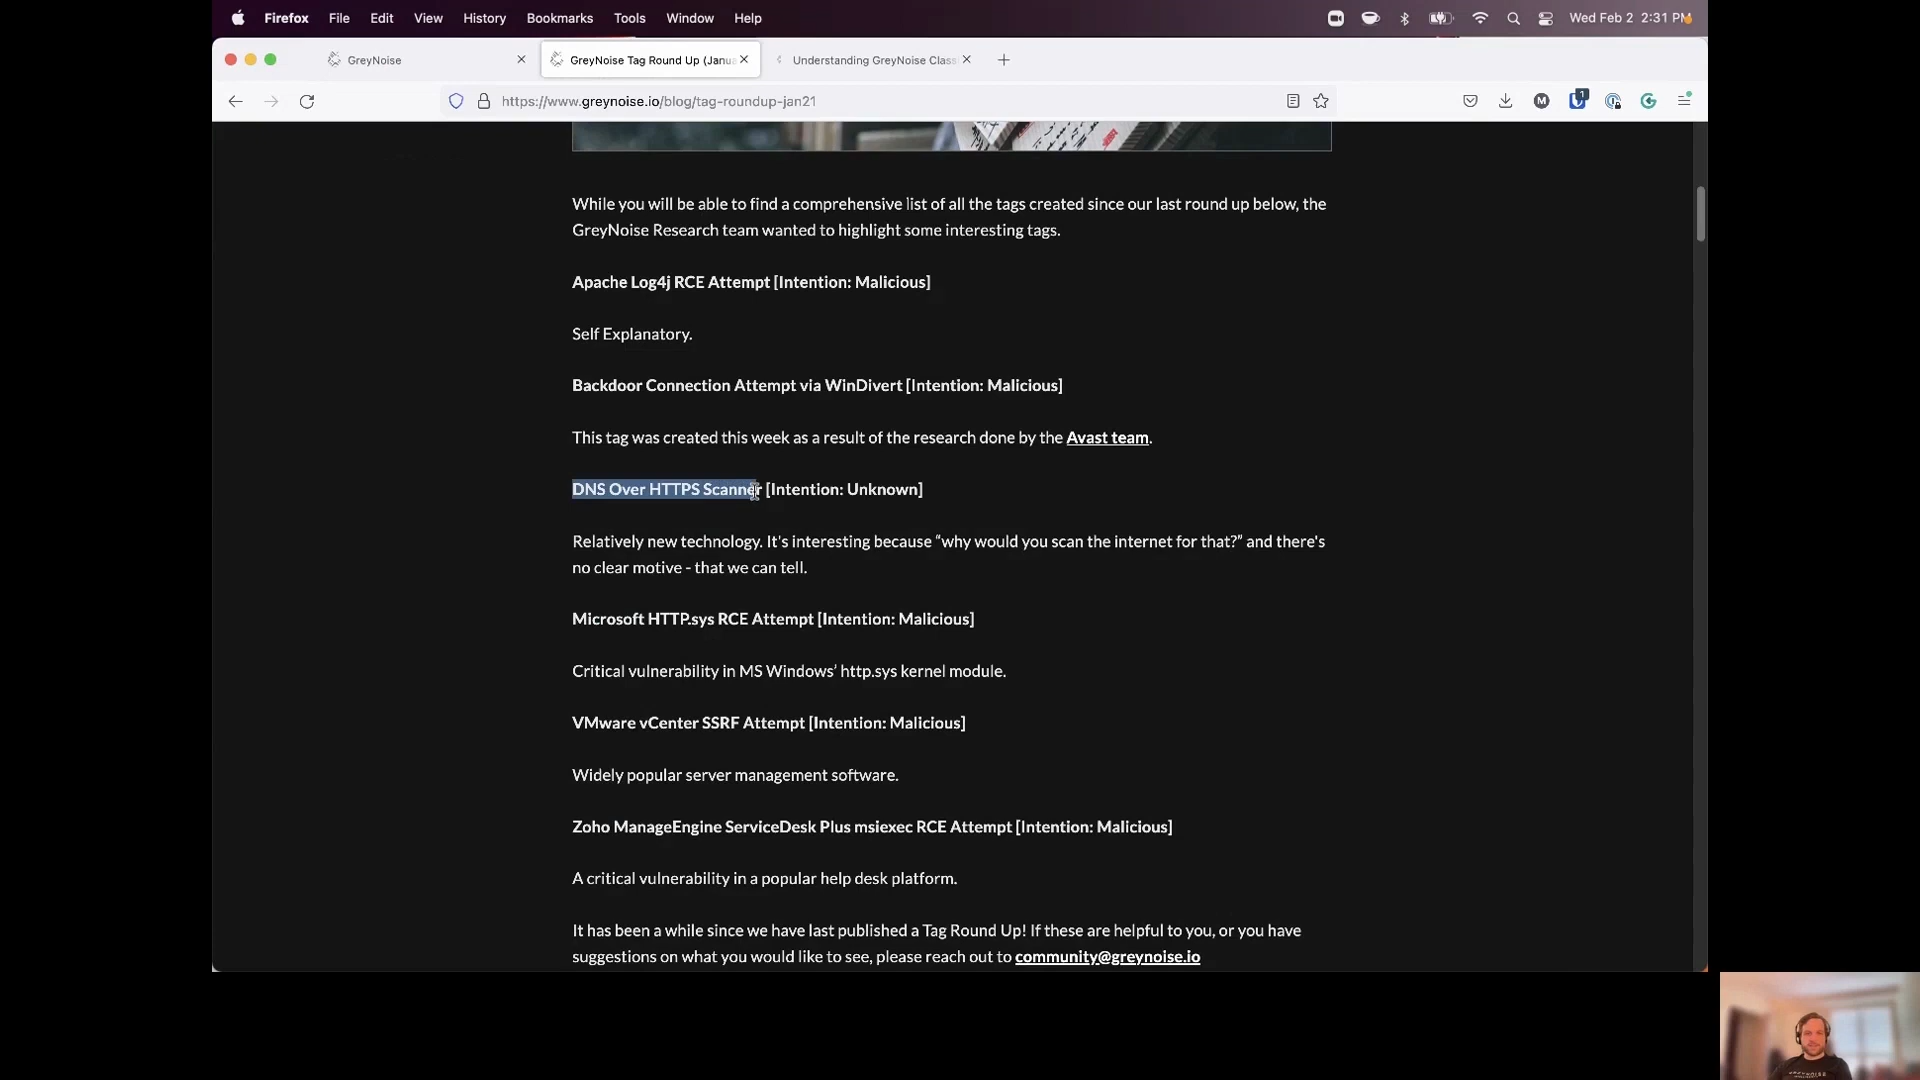 Firefox File Edit View History Bookmarks Tools Window Help Wed Feb 2 2:31 PM
GreyNoise GreyNoise Tag Round Up (Janua Understanding GreyNoise Class
https://www.greynoise.io/blog/tag-roundup-jan21 M 1
While you will be able to find a comprehensive list of all the tags created since our last round up below, the
GreyNoise Research team wanted to highlight some interesting tags.
Apache Log4j RCE Attempt [Intention: Malicious]
Self Explanatory.
Backdoor Connection Attempt via WinDivert [Intention: Malicious]
This tag was created this week as a result of the research done by the Avast team.
DNS Over HTTPS Scanner [Intention: Unknown]
Relatively new technology. It's interesting because “why would you scan the internet for that?” and there's
no clear motive - that we can tell.
Microsoft HTTP.sys RCE Attempt [Intention: Malicious]
Critical vulnerability in MS Windows’ http.sys kernel module.
VMware vCenter SSRF Attempt [Intention: Malicious]
Widely popular server management software.
Zoho ManageEngine ServiceDesk Plus msiexec RCE Attempt [Intention: Malicious]
A critical vulnerability in a popular help desk platform.
It has been a while since we have last published a Tag Round Up! If these are helpful to you, or you have
suggestions on what you would like to see, please reach out to community@greynoise.io
GREYNOISE